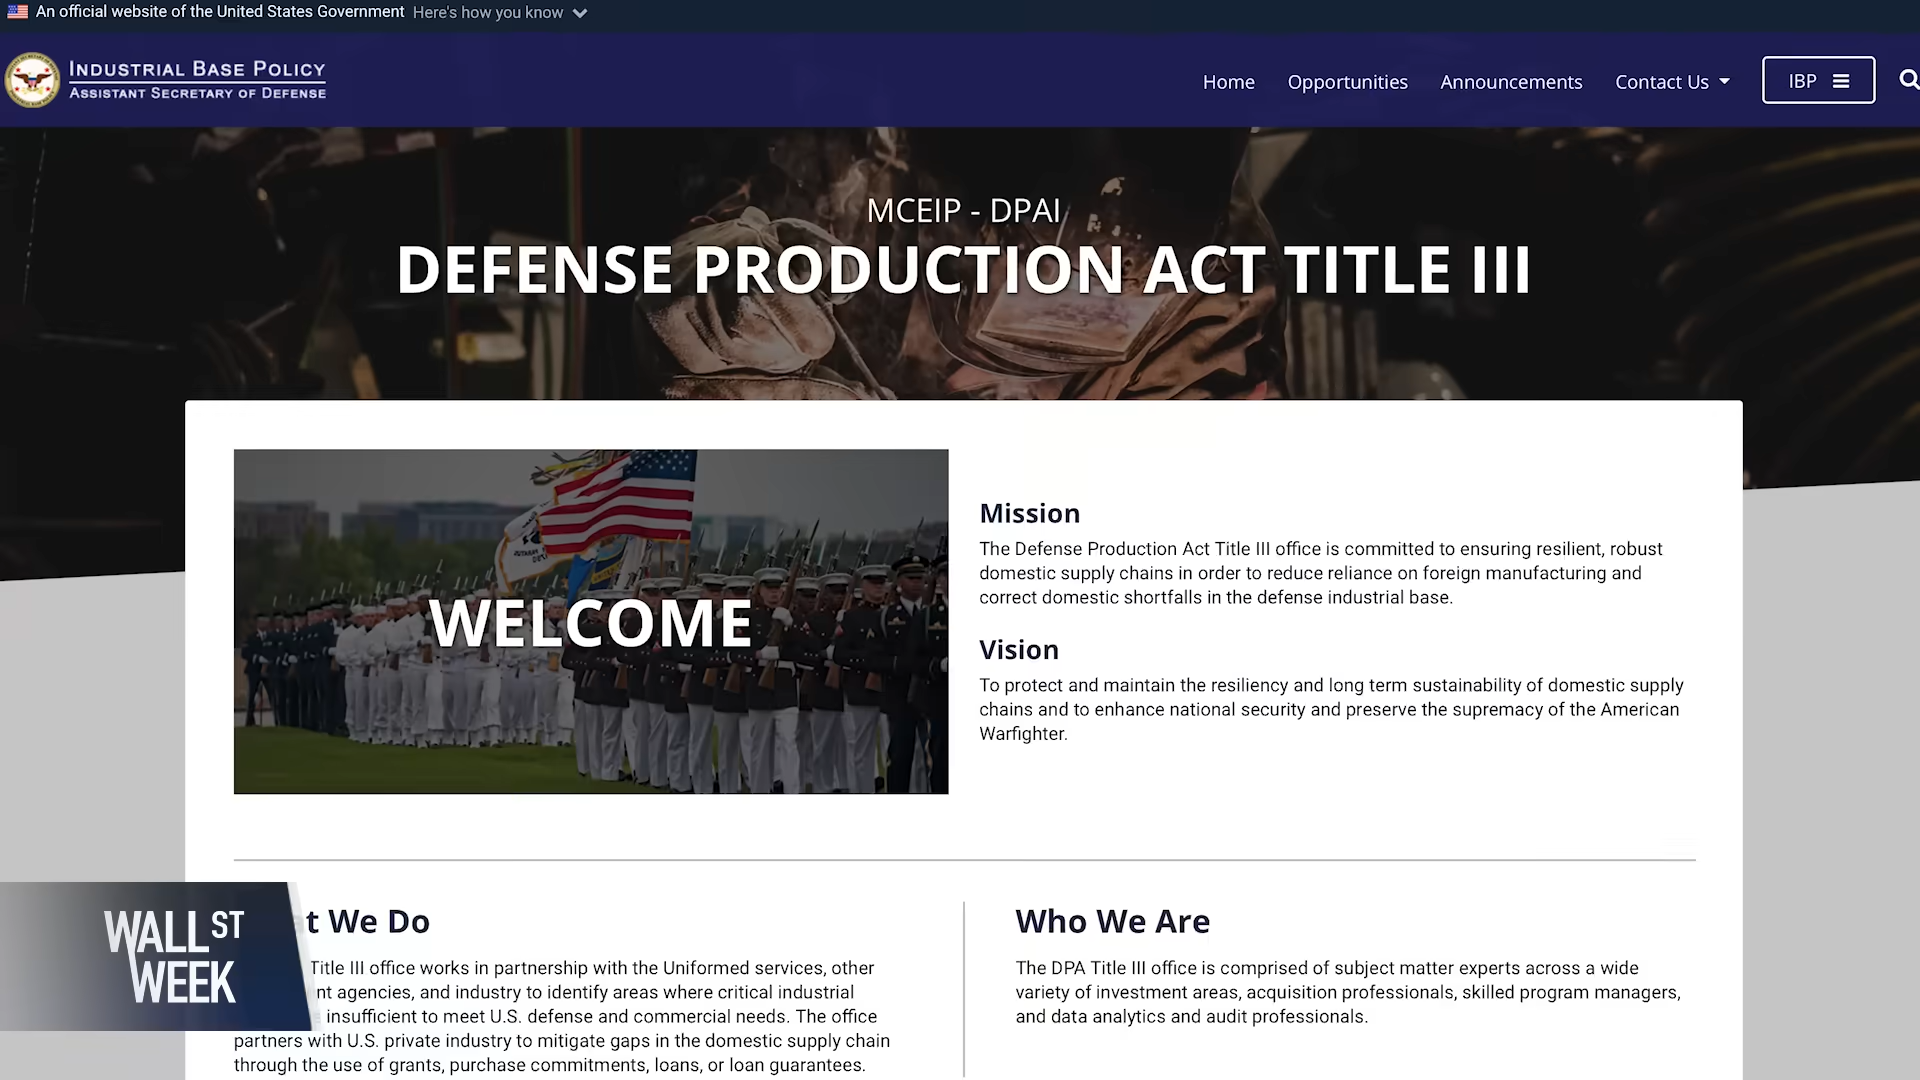 An official website of the United States Government Here's how you know
INDUSTRIAL BASE POLICY
ASSISTANT SECRETARY OF DEFENSE
Home Opportunities Announcements Contact Us IBP
MCEIP - DPAI
DEFENSE PRODUCTION ACT TITLE III
WELCOME
Mission
The Defense Production Act Title III office is committed to ensuring resilient, robust
domestic supply chains in order to reduce reliance on foreign manufacturing and
correct domestic shortfalls in the defense industrial base.
Vision
To protect and maintain the resiliency and long term sustainability of domestic supply
chains and to enhance national security and preserve the supremacy of the American
Warfighter.
t We Do
Title III office works in partnership with the Uniformed services, other
nt agencies, and industry to identify areas where critical industrial
insufficient to meet U.S. defense and commercial needs. The office
partners with U.S. private industry to mitigate gaps in the domestic supply chain
through the use of grants, purchase commitments, loans, or loan guarantees.
Who We Are
The DPA Title III office is comprised of subject matter experts across a wide
variety of investment areas, acquisition professionals, skilled program managers,
and data analytics and audit professionals.
WALL ST
WEEK